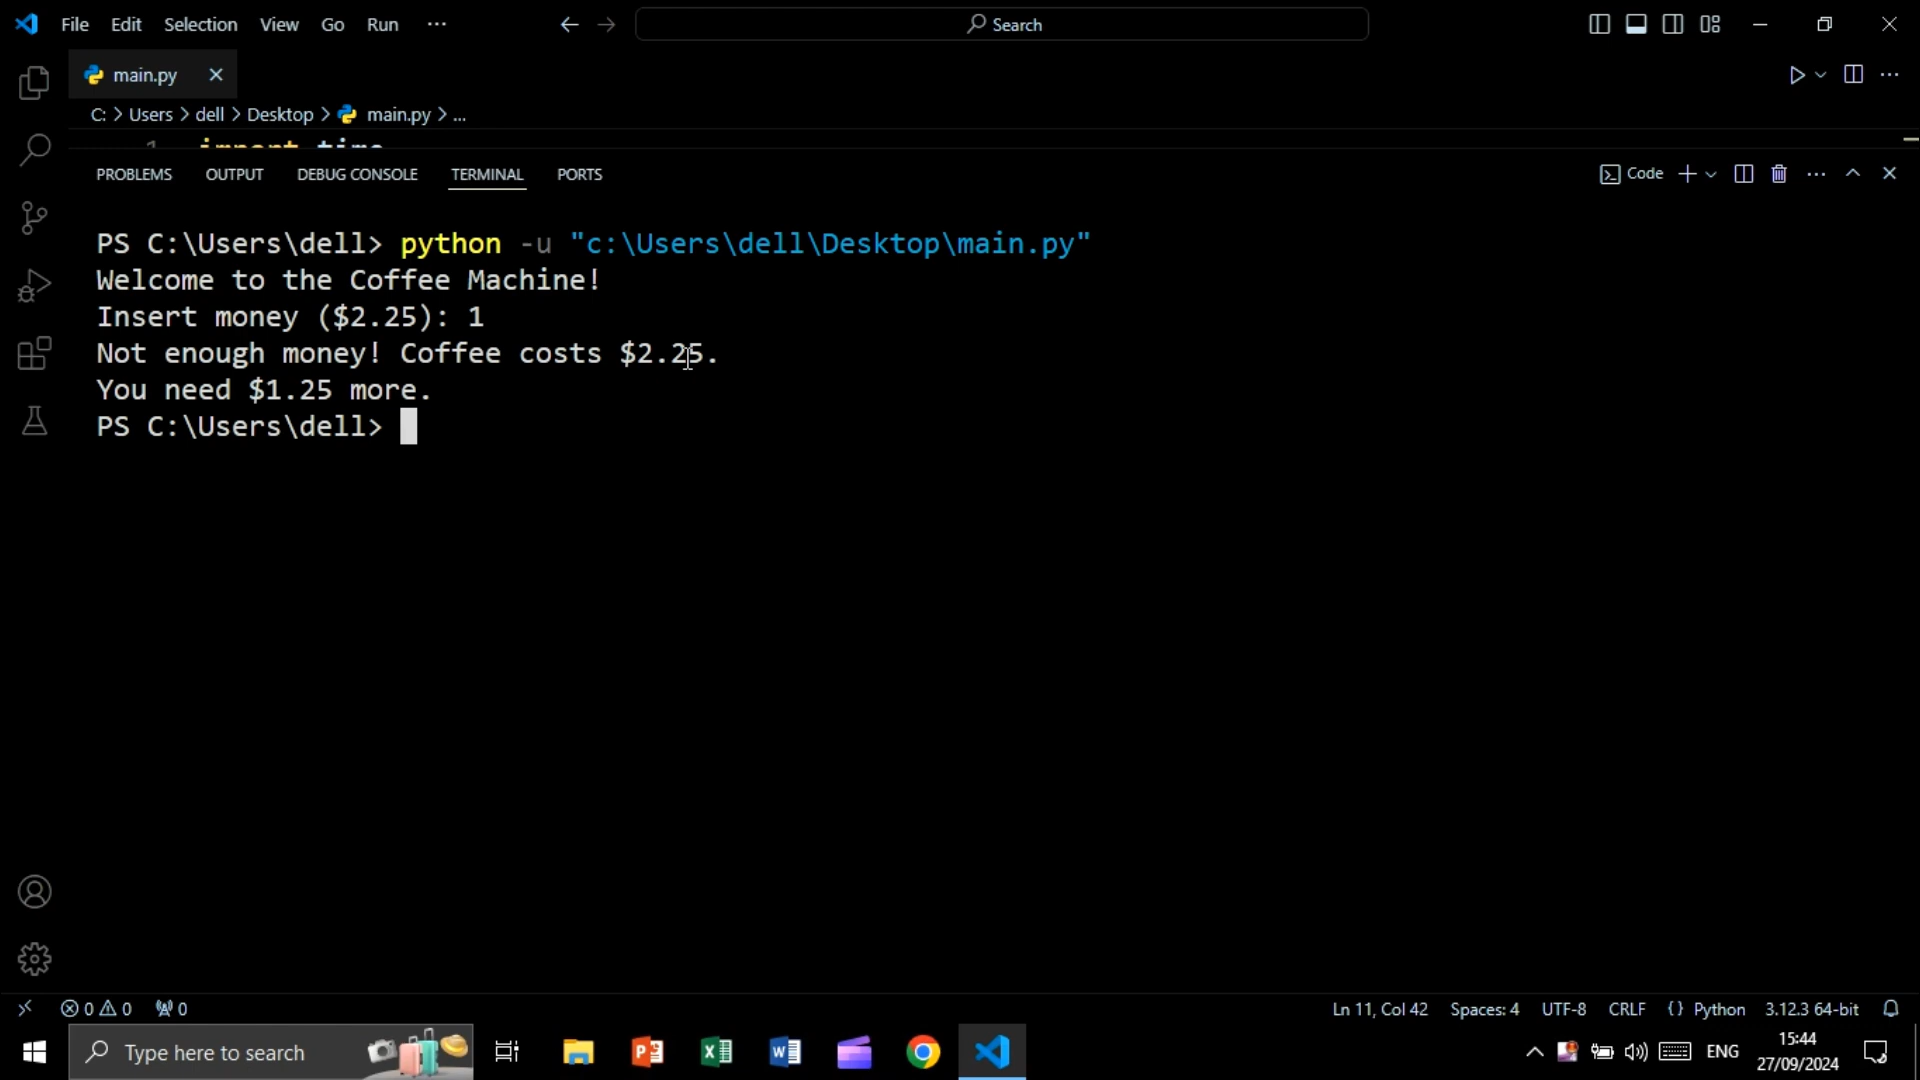 File Edit Selection View Go Run ... Search
main.py
C: > Users > dell > Desktop > main.py > ...
1 import time
PROBLEMS OUTPUT DEBUG CONSOLE TERMINAL PORTS Code
PS C:\Users\dell> python -u "c:\Users\dell\Desktop\main.py"
Welcome to the Coffee Machine!
Insert money ($2.25): 1
Not enough money! Coffee costs $2.25.
You need $1.25 more.
PS C:\Users\dell>
0 0 0 Ln 11, Col 42 Spaces: 4 UTF-8 CRLF {} Python 3.12.3 64-bit
Type here to search ENG 15:44
27/09/2024